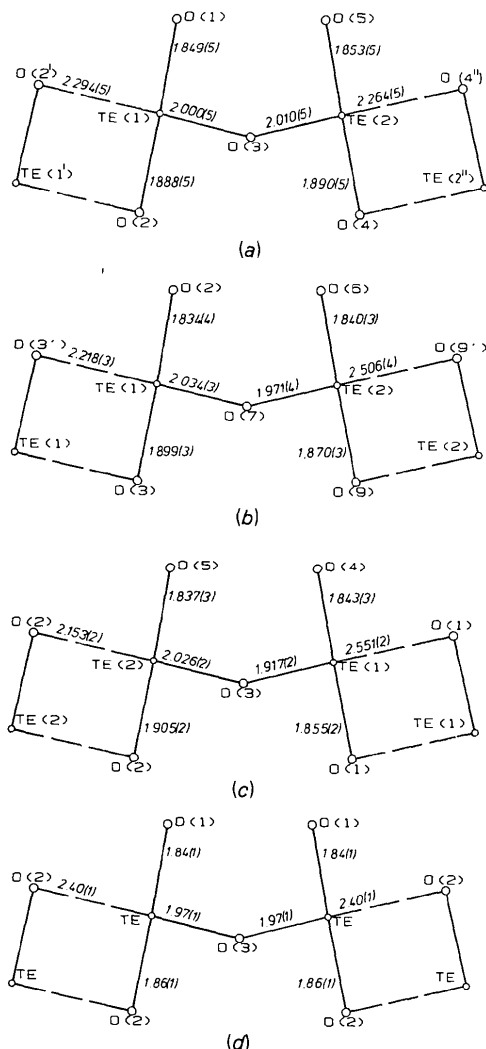 O(1) O(5)
1.849(5) 1.853(5)
O(2') 2.294(5) 2.264(5) O(4'')
TE(1) 2.000(5) 2.010(5) TE(2)
O(3)
TE(1') 1888(5) 1.890(5) TE(2'')
O(2) O(4)
(a)
O(2) O(6)
1834(4) 1.840(3)
O(3') 2.218(3) 2.506(4) O(9')
TE(1) 2.034(3) 1.971(4) TE(2)
O(7)
TE(1) 1899(3) 1.870(3) TE(2)
O(3) O(9)
(b)
O(5) O(4)
1.837(3) 1.843(3)
O(2) 2.153(2) 2.551(2) O(1)
TE(2) 2.026(2) 1.917(2) TE(1)
O(3)
TE(2) 1.905(2) 1.855(2) TE(1)
O(2) O(1)
(c)
O(1) O(1)
1.84(1) 1.84(1)
O(2) 2.40(1) 2.40(1) O(2)
TE 1.97(1) 1.97(1) TE
O(3)
TE 1.86(1) 1.86(1) TE
O(2) O(2)
(d)